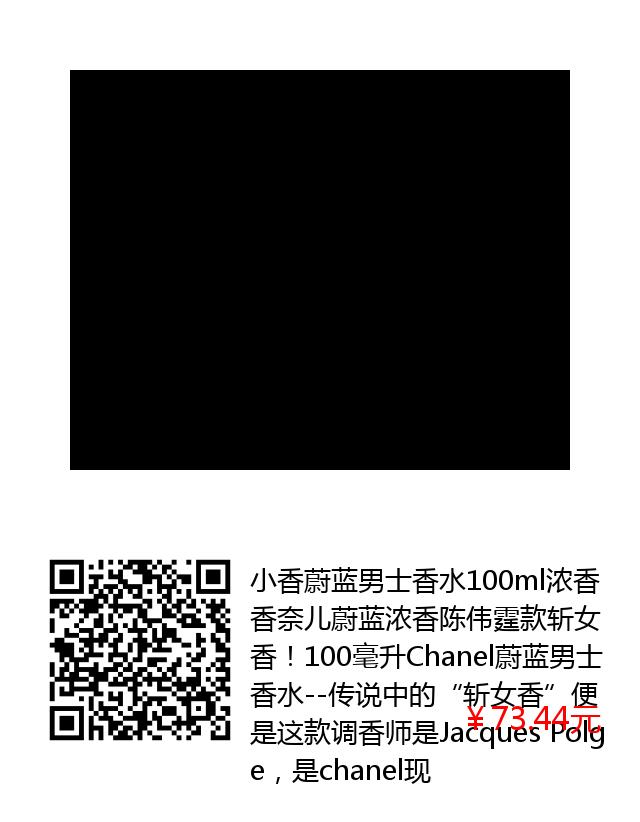 小香蔚蓝男士香水100ml浓香
香奈儿蔚蓝浓香陈伟霆款斩女
香！100毫升Chanel蔚蓝男士
香水--传说中的“斩女香”便
¥73.44元
是这款调香师是Jacques Polg
e，是chanel现